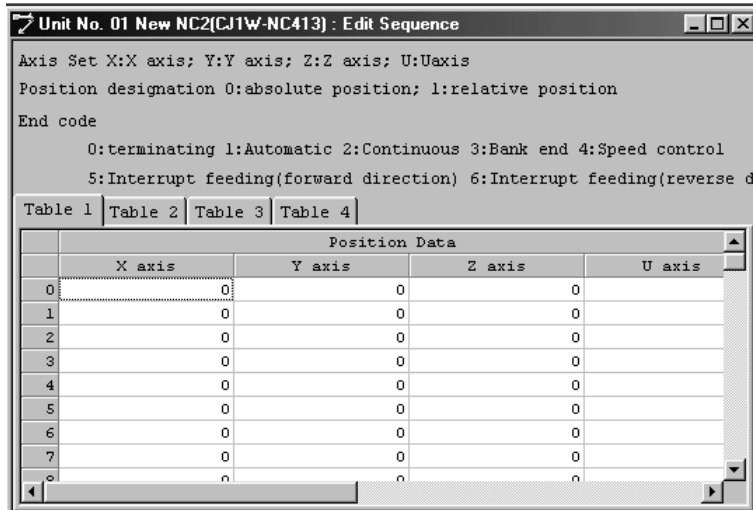 Unit No. 01 New NC2(CJ1W-NC413) : Edit Sequence
Axis Set X:X axis; Y:Y axis; Z:Z axis; U:Uaxis
Position designation 0:absolute position; 1:relative position
End code
0:terminating 1:Automatic 2:Continuous 3:Bank end 4:Speed control
5:Interrupt feeding(forward direction) 6:Interrupt feeding(reverse d
Table 1 Table 2 Table 3 Table 4
Position Data
X axis Y axis Z axis U axis
0 0 0 0
1 0 0 0
2 0 0 0
3 0 0 0
4 0 0 0
5 0 0 0
6 0 0 0
7 0 0 0
8 0 0 0